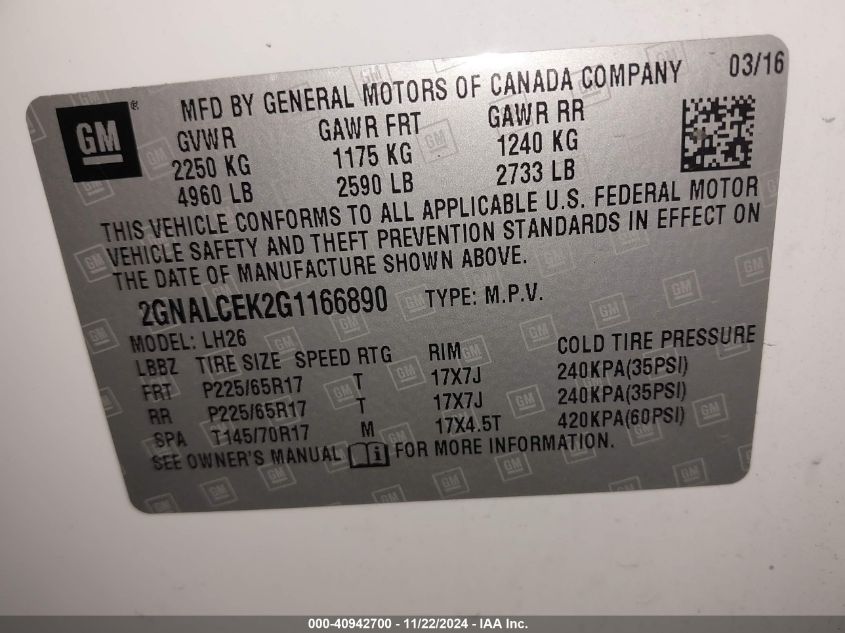 MFD BY GENERAL MOTORS OF CANADA COMPANY 03/16
GM®
GVWR GAWR FRT GAWR RR
2250 KG 1175 KG 1240 KG
4960 LB 2590 LB 2733 LB
THIS VEHICLE CONFORMS TO ALL APPLICABLE U.S. FEDERAL MOTOR
VEHICLE SAFETY AND THEFT PREVENTION STANDARDS IN EFFECT ON
THE DATE OF MANUFACTURE SHOWN ABOVE.
2GNALCEK2G1166890 TYPE: M.P.V.
MODEL: LH26
LBBZ TIRE SIZE SPEED RTG RIM COLD TIRE PRESSURE
FRT P225/65R17 T 17X7J 240KPA(35PSI)
RR P225/65R17 T 17X7J 240KPA(35PSI)
SPA T145/70R17 M 17X4.5T 420KPA(60PSI)
SEE OWNER'S MANUAL i FOR MORE INFORMATION.
000-40942700 - 11/22/2024 - IAA Inc.